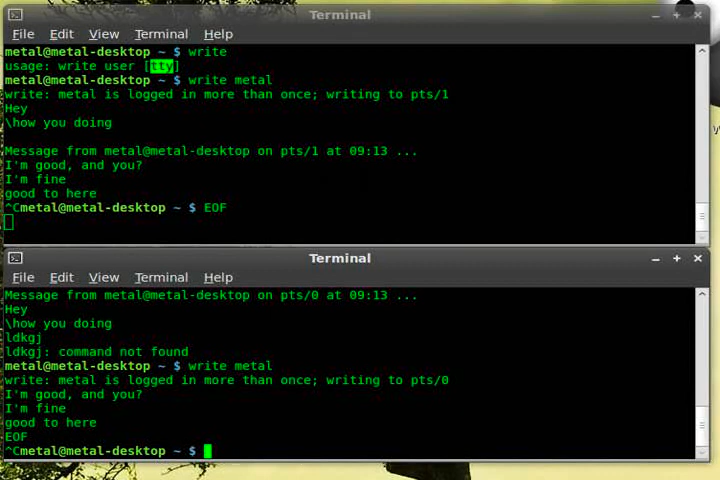 Terminal
File Edit View Terminal Help
metal@metal-desktop ~ $ write
usage: write user [tty]
metal@metal-desktop ~ $ write metal
write: metal is logged in more than once; writing to pts/1
Hey
\how you doing
Message from metal@metal-desktop on pts/1 at 09:13 ...
I'm good, and you?
I'm fine
good to here
^Cmetal@metal-desktop ~ $ EOF
Terminal
File Edit View Terminal Help
Message from metal@metal-desktop on pts/0 at 09:13 ...
Hey
\how you doing
ldkgj
ldkgj: command not found
metal@metal-desktop ~ $ write metal
write: metal is logged in more than once; writing to pts/0
I'm good, and you?
I'm fine
good to here
EOF
^Cmetal@metal-desktop ~ $